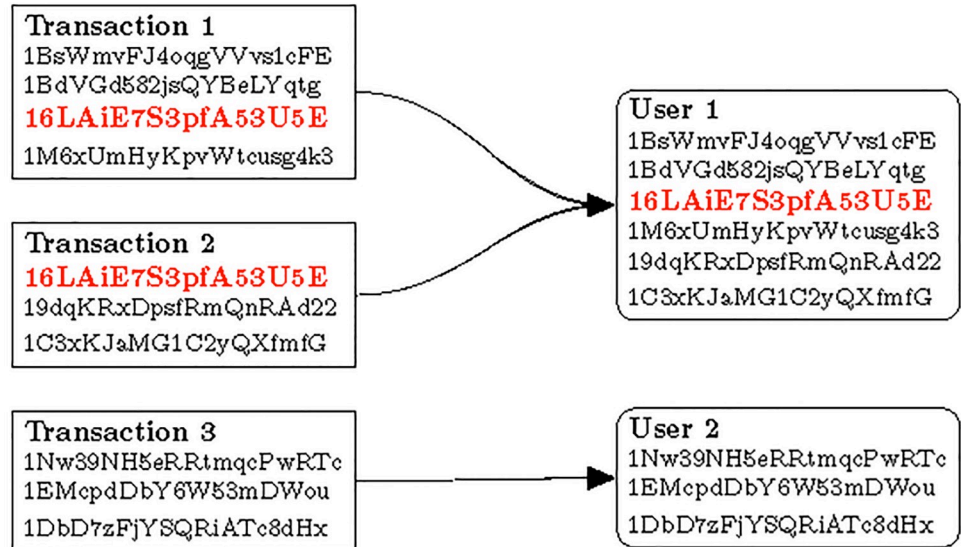 Transaction 1
1BsWmvFJ4oqgVVvs1cFE
1BdVGd582jsQYBeLYqtg
16LAiE7S3pfA53U5E
1M6xUmHyKpvWtcusg4k3
Transaction 2
16LAiE7S3pfA53U5E
19dqKRxDpsfRmQnRAd22
1C3xKJaMG1C2yQXfmfG
Transaction 3
1Nw39NH5eRRtmqcPwRTc
1EMcpdDbY6W53mDWou
1DbD7zFjYSQRiATc8dHx
User 1
1BsWmvFJ4oqgVVvs1cFE
1BdVGd582jsQYBeLYqtg
16LAiE7S3pfA53U5E
1M6xUmHyKpvWtcusg4k3
19dqKRxDpsfRmQnRAd22
1C3xKJaMG1C2yQXfmfG
User 2
1Nw39NH5eRRtmqcPwRTc
1EMcpdDbY6W53mDWou
1DbD7zFjYSQRiATc8dHx